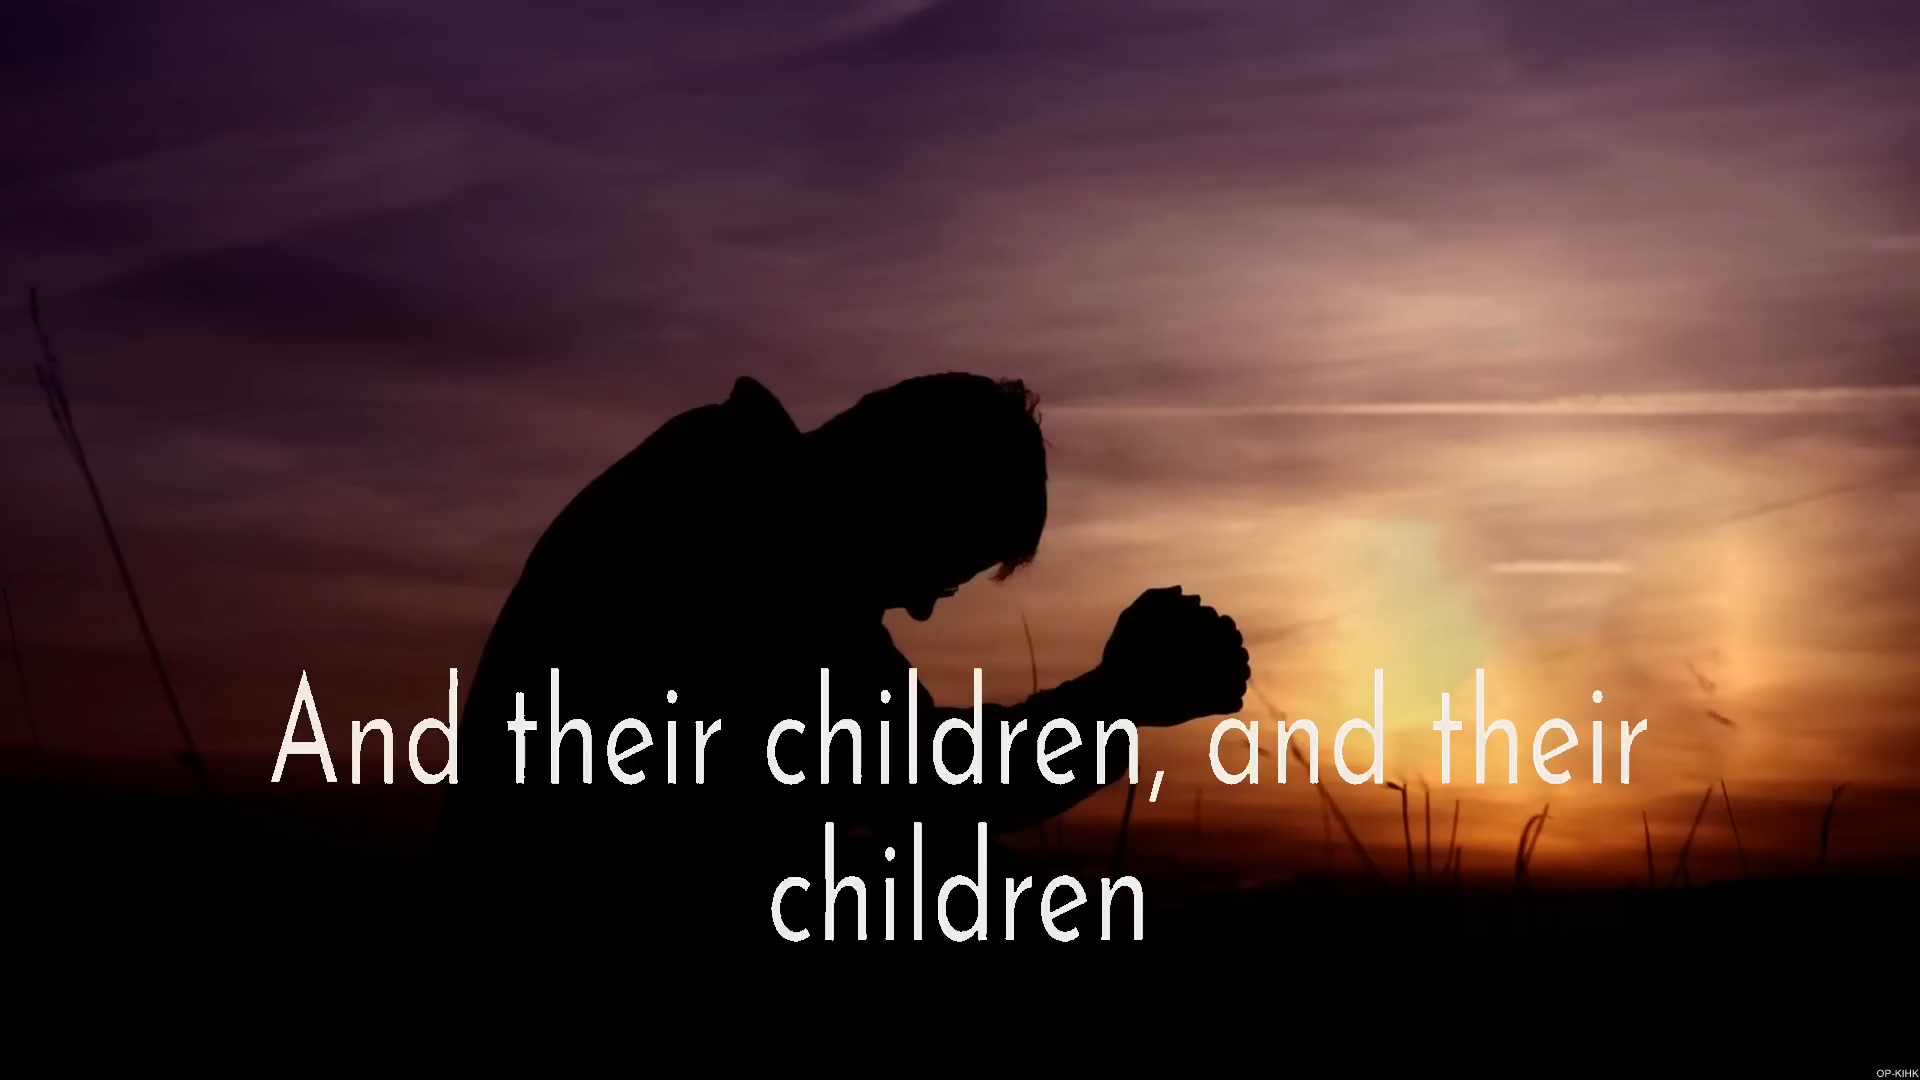 And their children, and their
children
OP-KIHK